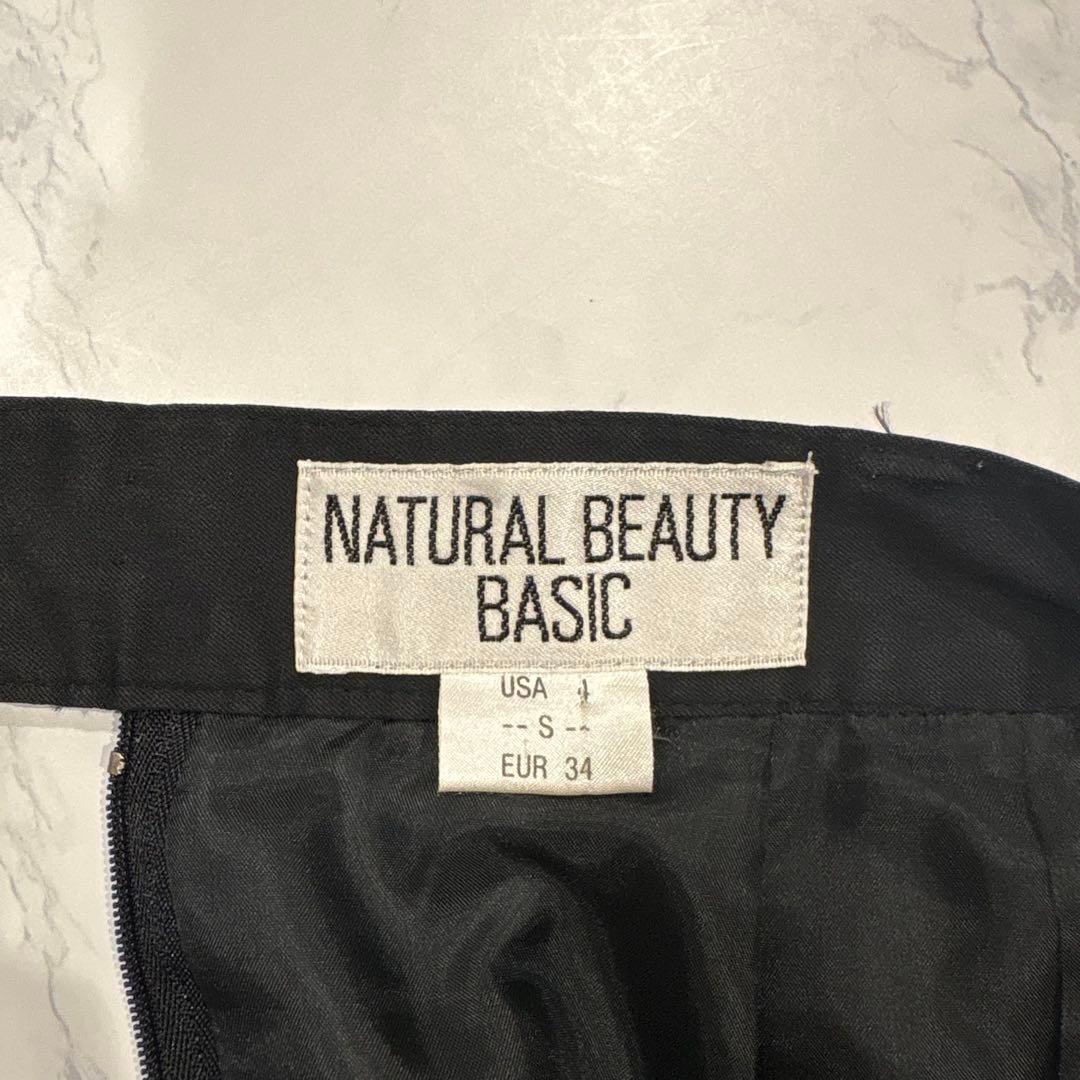 NATURAL BEAUTY
BASIC
USA 4
-- S --
EUR 34